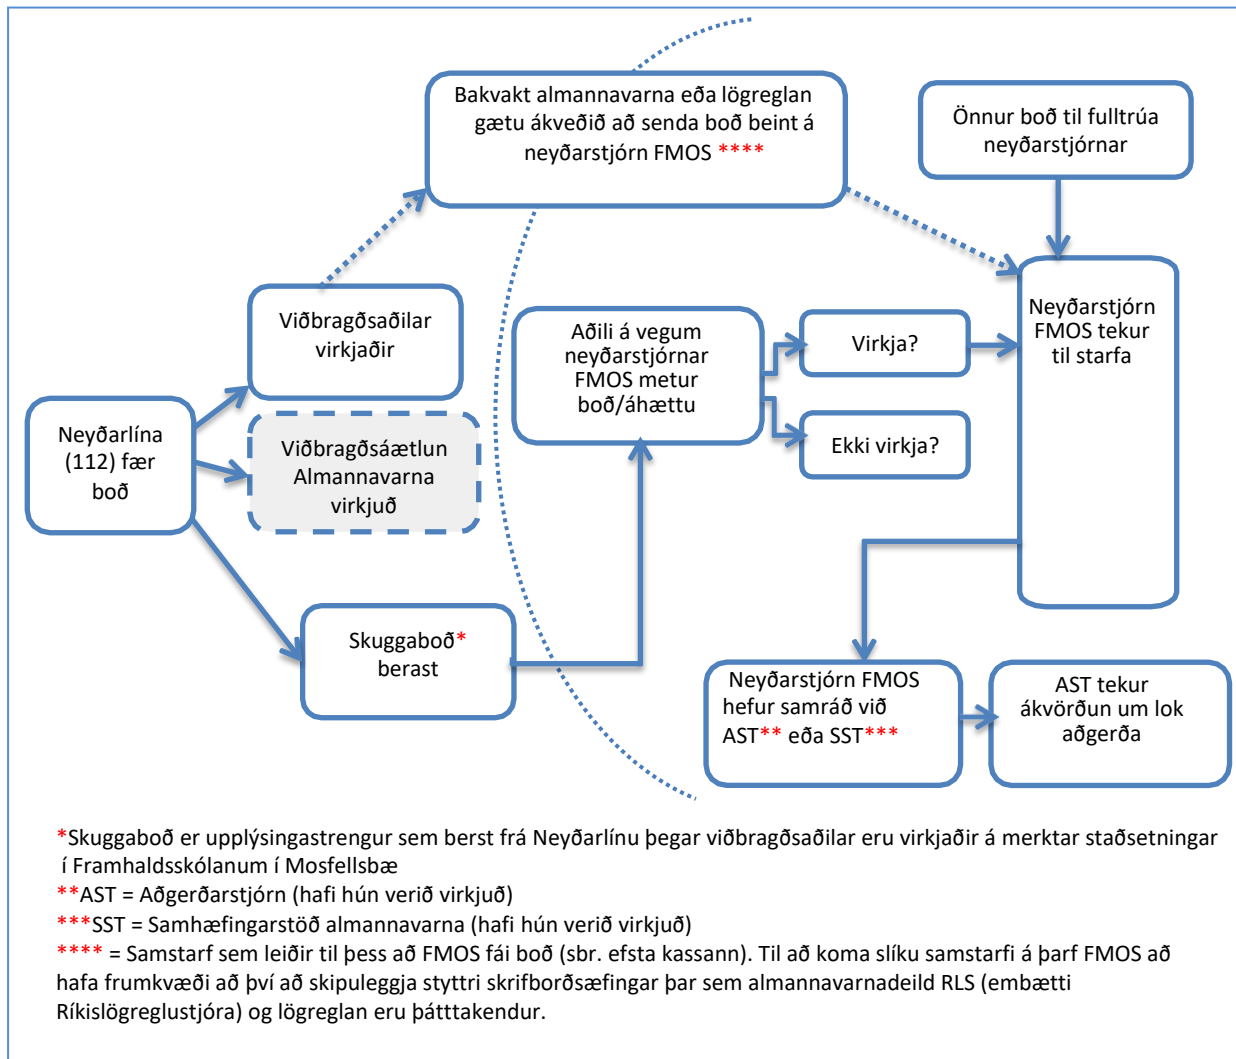 Bakvakt almannavarna eða lögreglan
gætu ákveðið að senda boð beint á
neyðarstjórn FMOS ****
Önnur boð til fulltrúa
neyðarstjórnar
Viðbragðsaðilar
virkjaðir
Aðili á vegum
neyðarstjórnar
FMOS metur
boð/áhættu
Virkja?
Neyðarstjórn
FMOS tekur
til starfa
Neyðarlína
(112) fær
boð
Viðbragðsáætlun
Almannavarna
virkjuð
Ekki virkja?
Skuggaboð*
berast
Neyðarstjórn FMOS
hefur samráð við
AST** eða SST***
AST tekur
ákvörðun um lok
aðgerða
*Skuggaboð er upplýsingastrengur sem berst frá Neyðarlínu þegar viðbragðsaðilar eru virkjaðir á merktar staðsetningar
í Framhaldsskólanum í Mosfellsbæ
**AST = Aðgerðarstjórn (hafi hún verið virkjuð)
***SST = Samhæfingarstöð almannavarna (hafi hún verið virkjuð)
**** = Samstarf sem leiðir til þess að FMOS fái boð (sbr. efsta kassann). Til að koma slíku samstarfi á þarf FMOS að
hafa frumkvæði að því að skipuleggja styttri skrifborðsæfingar þar sem almannavarnadeild RLS (embætti
Ríkislögreglustjóra) og lögreglan eru þátttakendur.